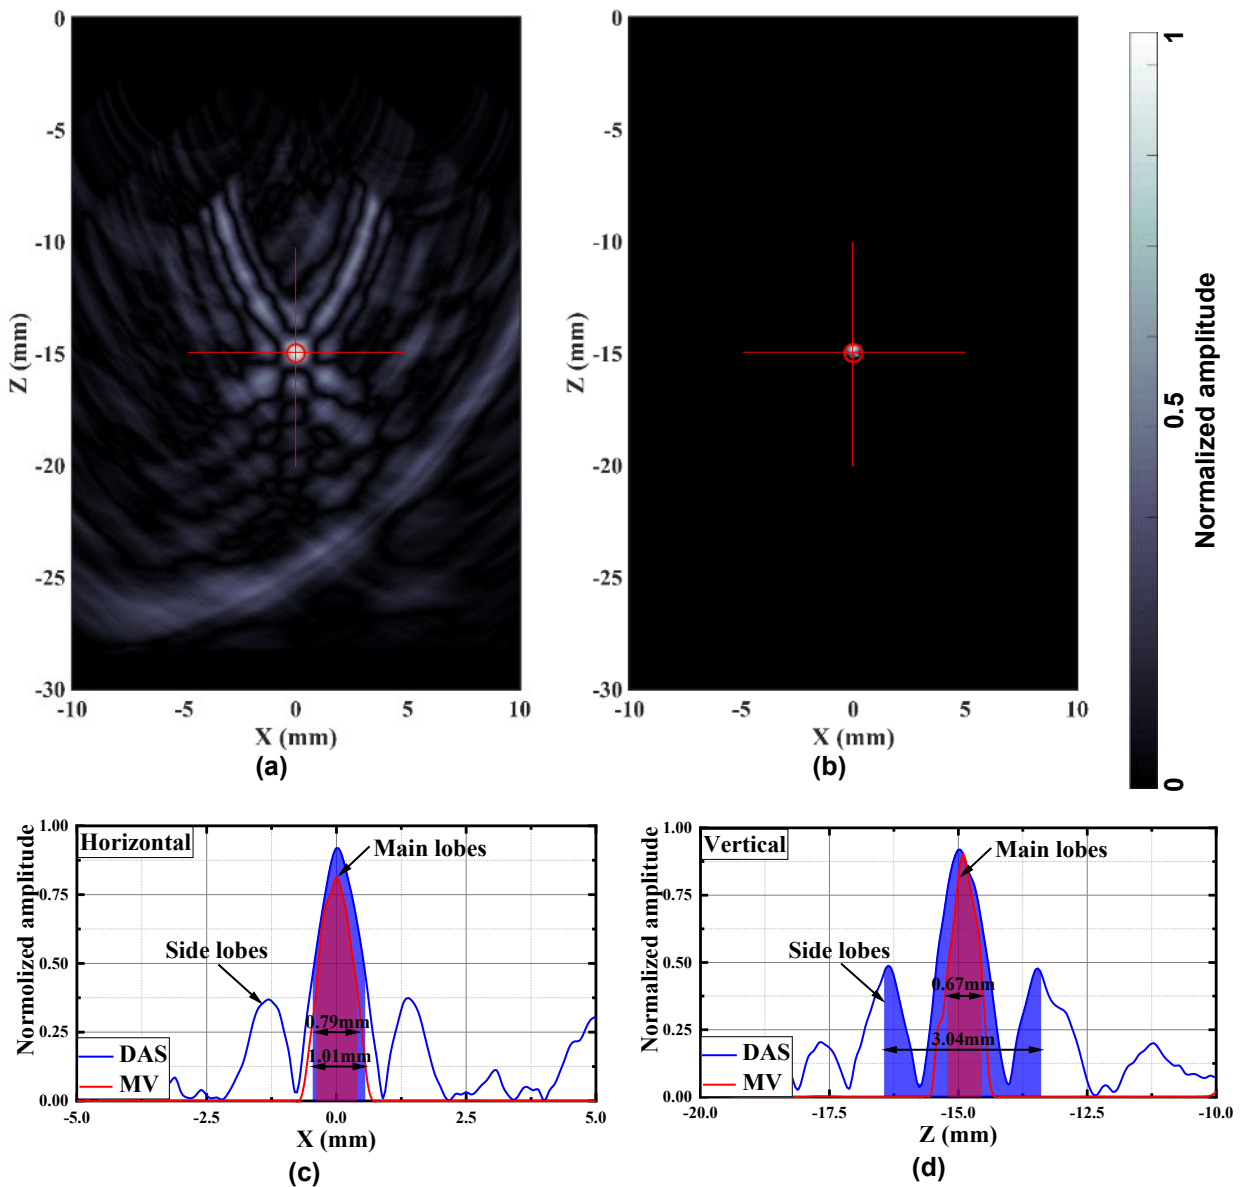 0
-5
-10
-15
-20
-25
-30
Z (mm)
-10
-5
0
5
10
X (mm)
(a)
0
-5
-10
-15
-20
-25
-30
Z (mm)
-10
-5
0
5
10
X (mm)
(b)
1
0.5
0
Normalized amplitude
Horizontal
Main lobes
Side lobes
0.79mm
1.01mm
DAS
MV
1.00
0.75
0.50
0.25
0.00
Normolized amplitude
-5.0
-2.5
0.0
2.5
5.0
X (mm)
(c)
Vertical
Main lobes
Side lobes
0.67mm
3.04mm
DAS
MV
1.00
0.75
0.50
0.25
0.00
Normalized amplitude
-20.0
-17.5
-15.0
-12.5
-10.0
Z (mm)
(d)